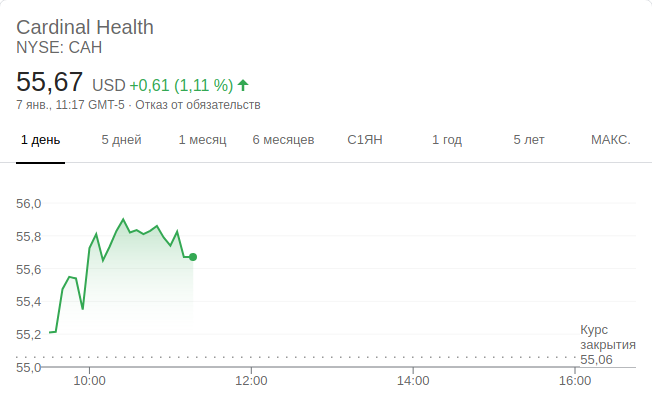 Cardinal Health
NYSE: CAH
55,67 USD +0,61 (1,11 %)
7 янв., 11:17 GMT-5 · Отказ от обязательств
1 день 5 дней 1 месяц 6 месяцев С1ЯН 1 год 5 лет МАКС.
56,0
55,8
55,6
55,4
55,2
Курс
закрытия
55,06
55,0
10:00 12:00 14:00 16:00